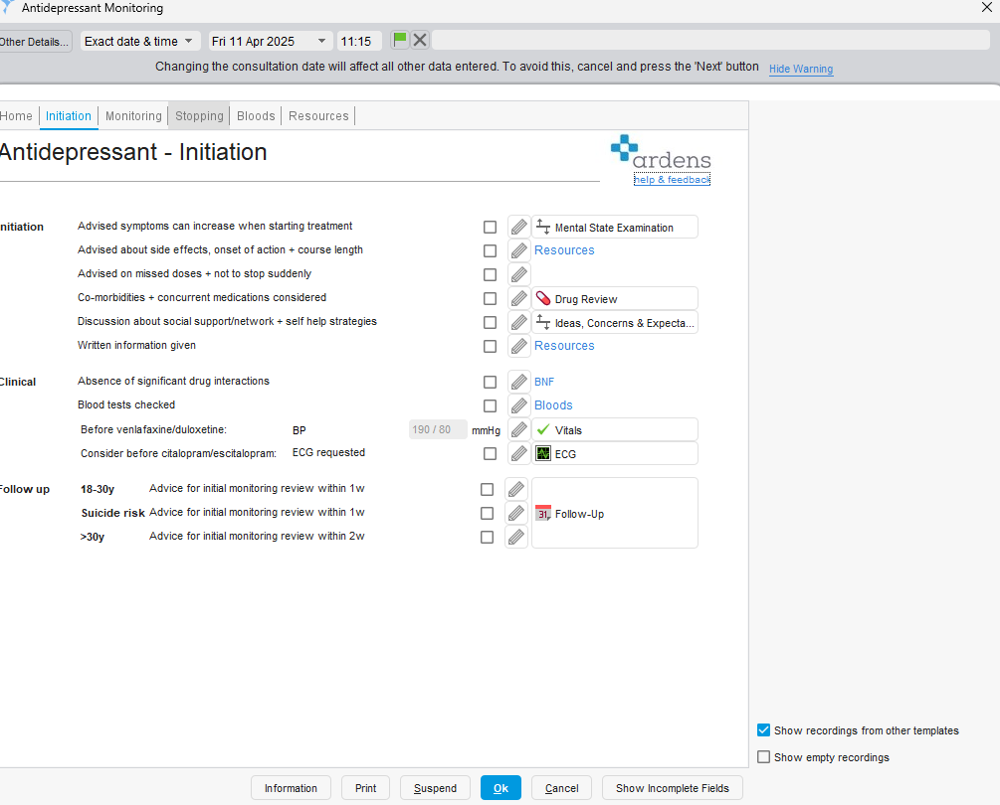 Antidepressant Monitoring
Other Details... Exact date & time Fri 11 Apr 2025 11:15
Changing the consultation date will affect all other data entered. To avoid this, cancel and press the 'Next' button Hide Warning
Home Initiation Monitoring Stopping Bloods Resources
Antidepressant - Initiation
ardens
help & feedback
nitiation Advised symptoms can increase when starting treatment Mental State Examination
Advised about side effects, onset of action + course length Resources
Advised on missed doses + not to stop suddenly
Co-morbidities + concurrent medications considered Drug Review
Discussion about social support/network + self help strategies Ideas, Concerns & Expecta...
Written information given Resources
Clinical Absence of significant drug interactions BNF
Blood tests checked Bloods
Before venlafaxine/duloxetine: BP 190 / 80 mmHg Vitals
Consider before citalopram/escitalopram: ECG requested ECG
Follow up 18-30y Advice for initial monitoring review within 1w
Suicide risk Advice for initial monitoring review within 1w 31 Follow-Up
>30y Advice for initial monitoring review within 2w
Show recordings from other templates
Show empty recordings
Information Print Suspend Ok Cancel Show Incomplete Fields